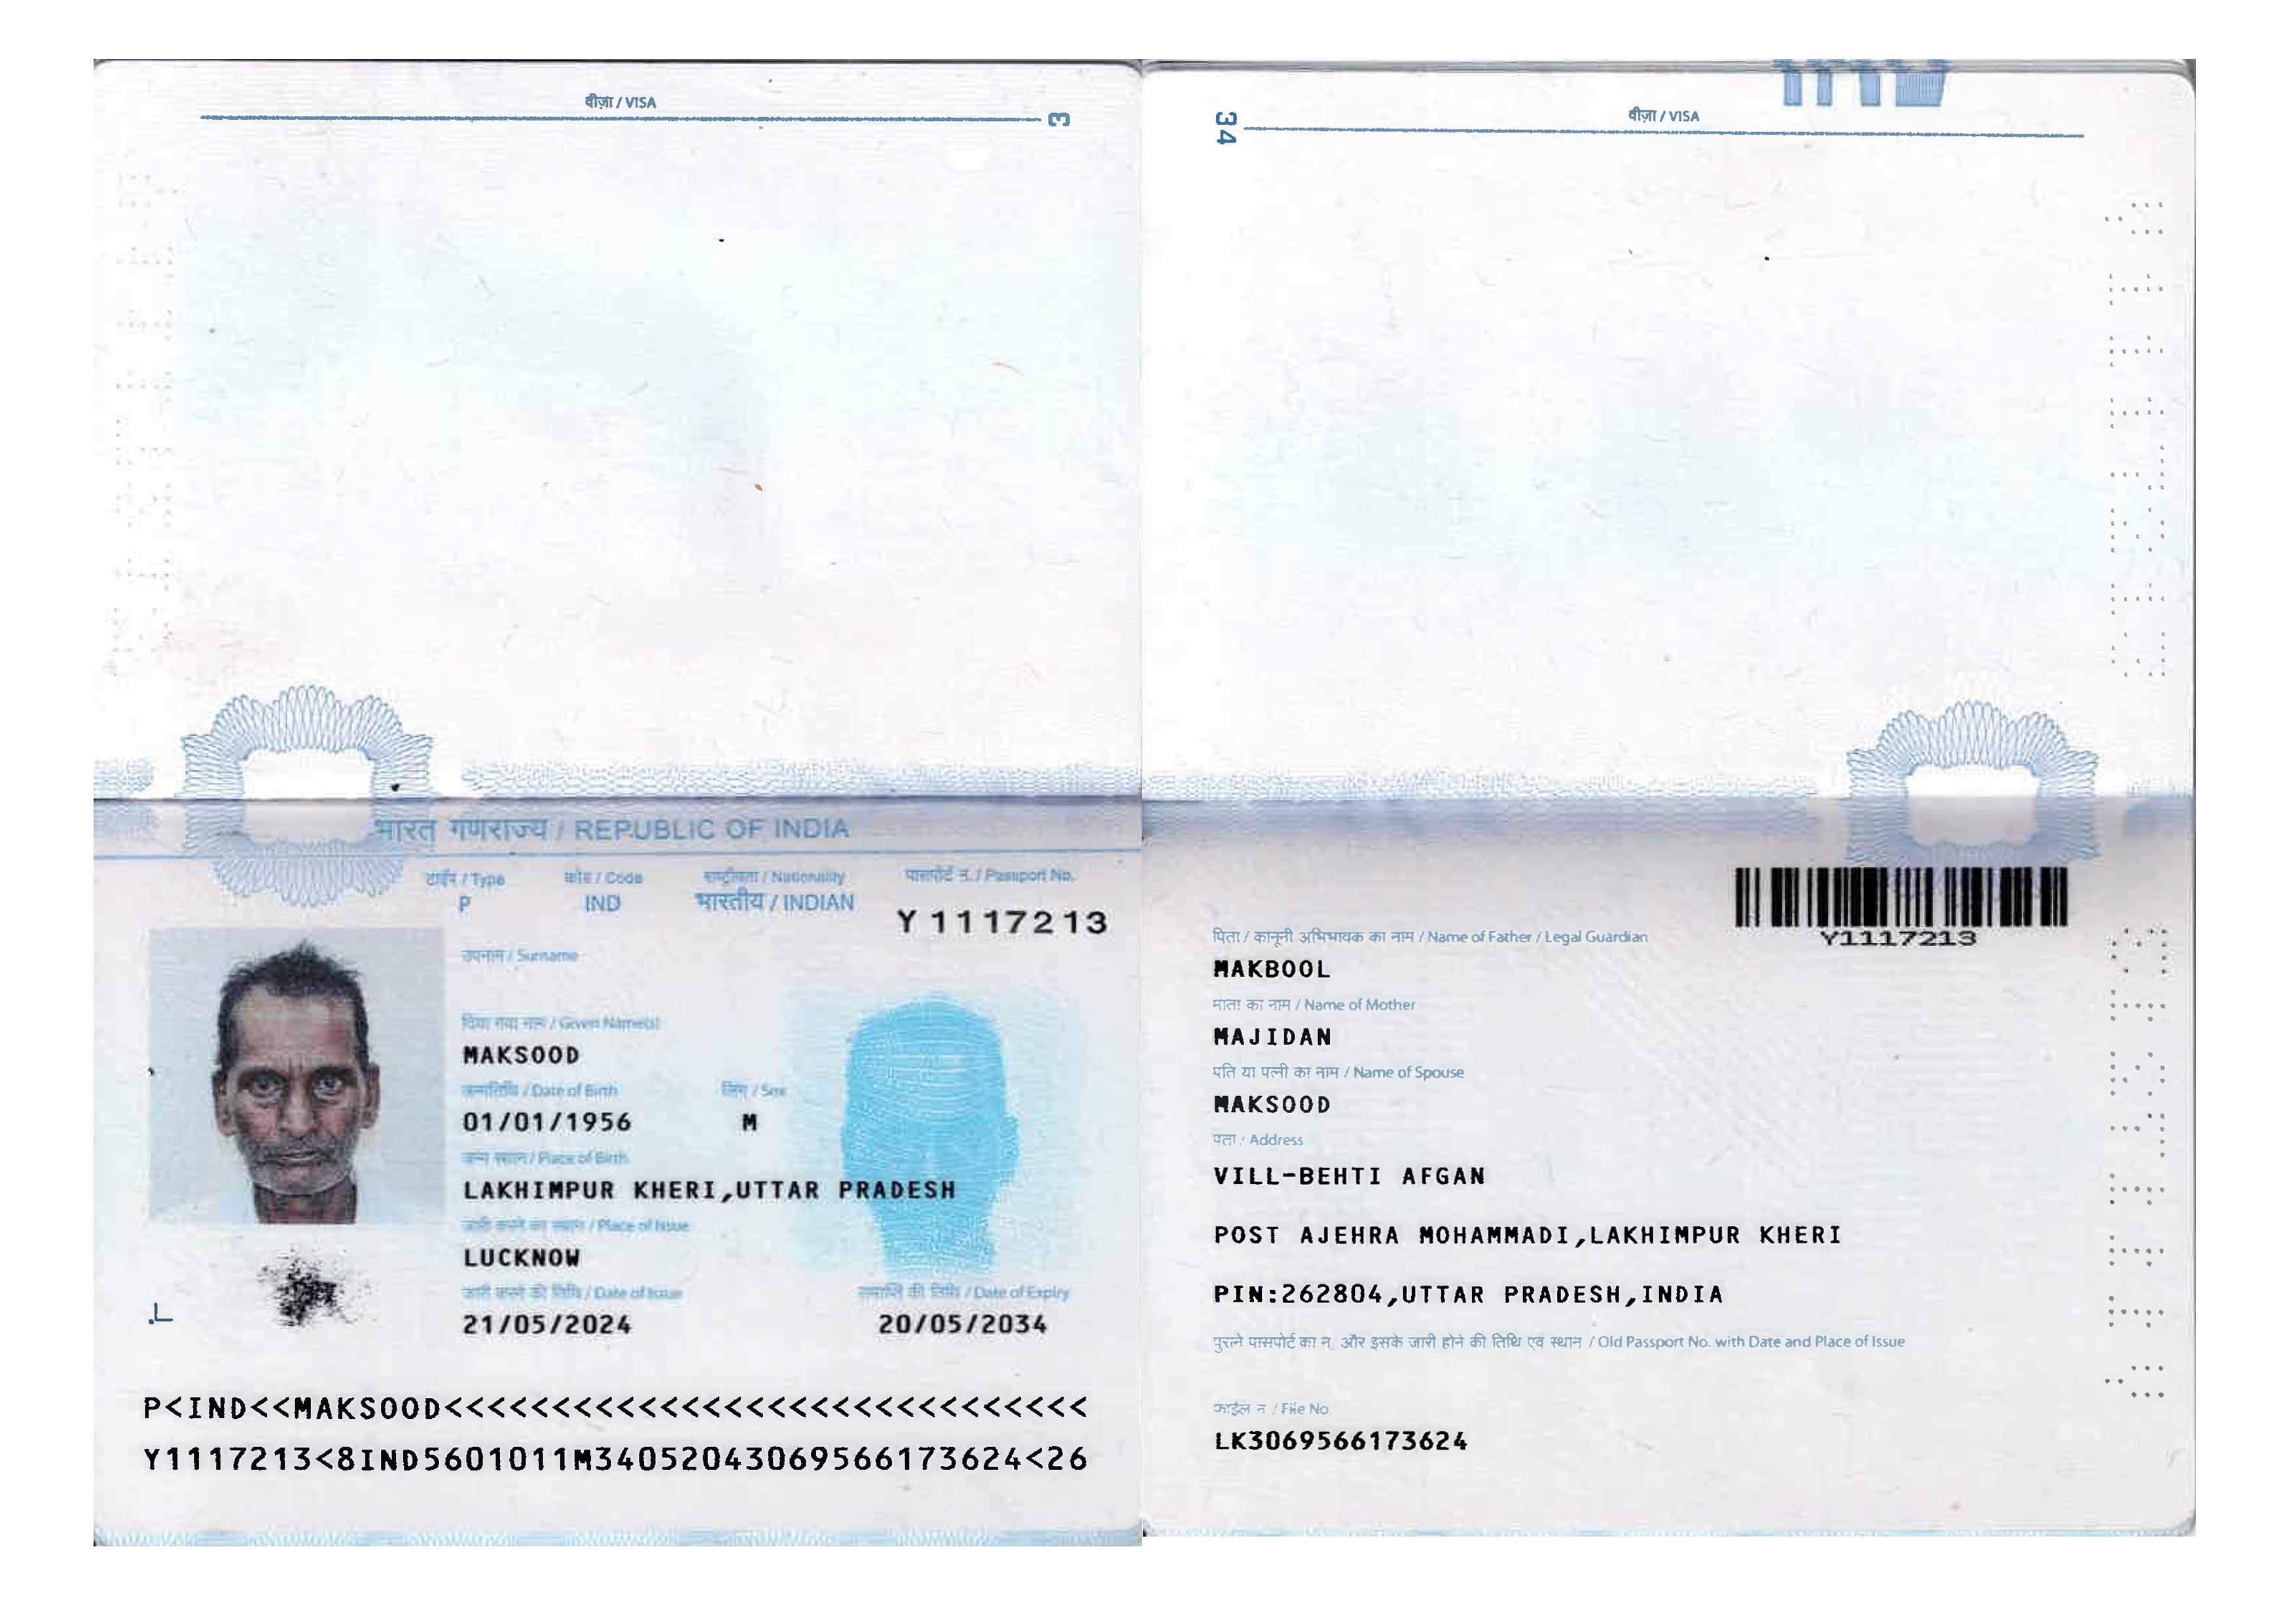 वीज़ा / VISA
3
भारत गणराज्य / REPUBLIC OF INDIA
टाईप / Type
कोड / Code
राष्ट्रीयता / Nationality
पासपोर्ट न. / Passport No.
P
IND
भारतीय / INDIAN
Y 1117213
उपनाम / Surname
दिया गया नाम / Given Name(s)
MAKSOOD
जन्मतिथि / Date of Birth
लिंग / Sex
01/01/1956
M
जन्म स्थान / Place of Birth
LAKHIMPUR KHERI,UTTAR PRADESH
जारी करने का स्थान / Place of Issue
LUCKNOW
जारी करने की तिथि / Date of Issue
समाप्ति की तिथि / Date of Expiry
21/05/2024
20/05/2034
P<IND<<MAKSOOD<<<<<<<<<<<<<<<<<<<<<<<<<<<<<<
Y1117213<8IND5601011M34052043069566173624<26
34
वीज़ा / VISA
Y1117213
पिता / कानूनी अभिभावक का नाम / Name of Father / Legal Guardian
MAKBOOL
माता का नाम / Name of Mother
MAJIDAN
पति या पत्नी का नाम / Name of Spouse
MAKSOOD
पता / Address
VILL-BEHTI AFGAN
POST AJEHRA MOHAMMADI,LAKHIMPUR KHERI
PIN:262804,UTTAR PRADESH,INDIA
पुराने पासपोर्ट का न. और इसके जारी होने की तिथि एवं स्थान / Old Passport No. with Date and Place of Issue
फाईल न / File No.
LK3069566173624